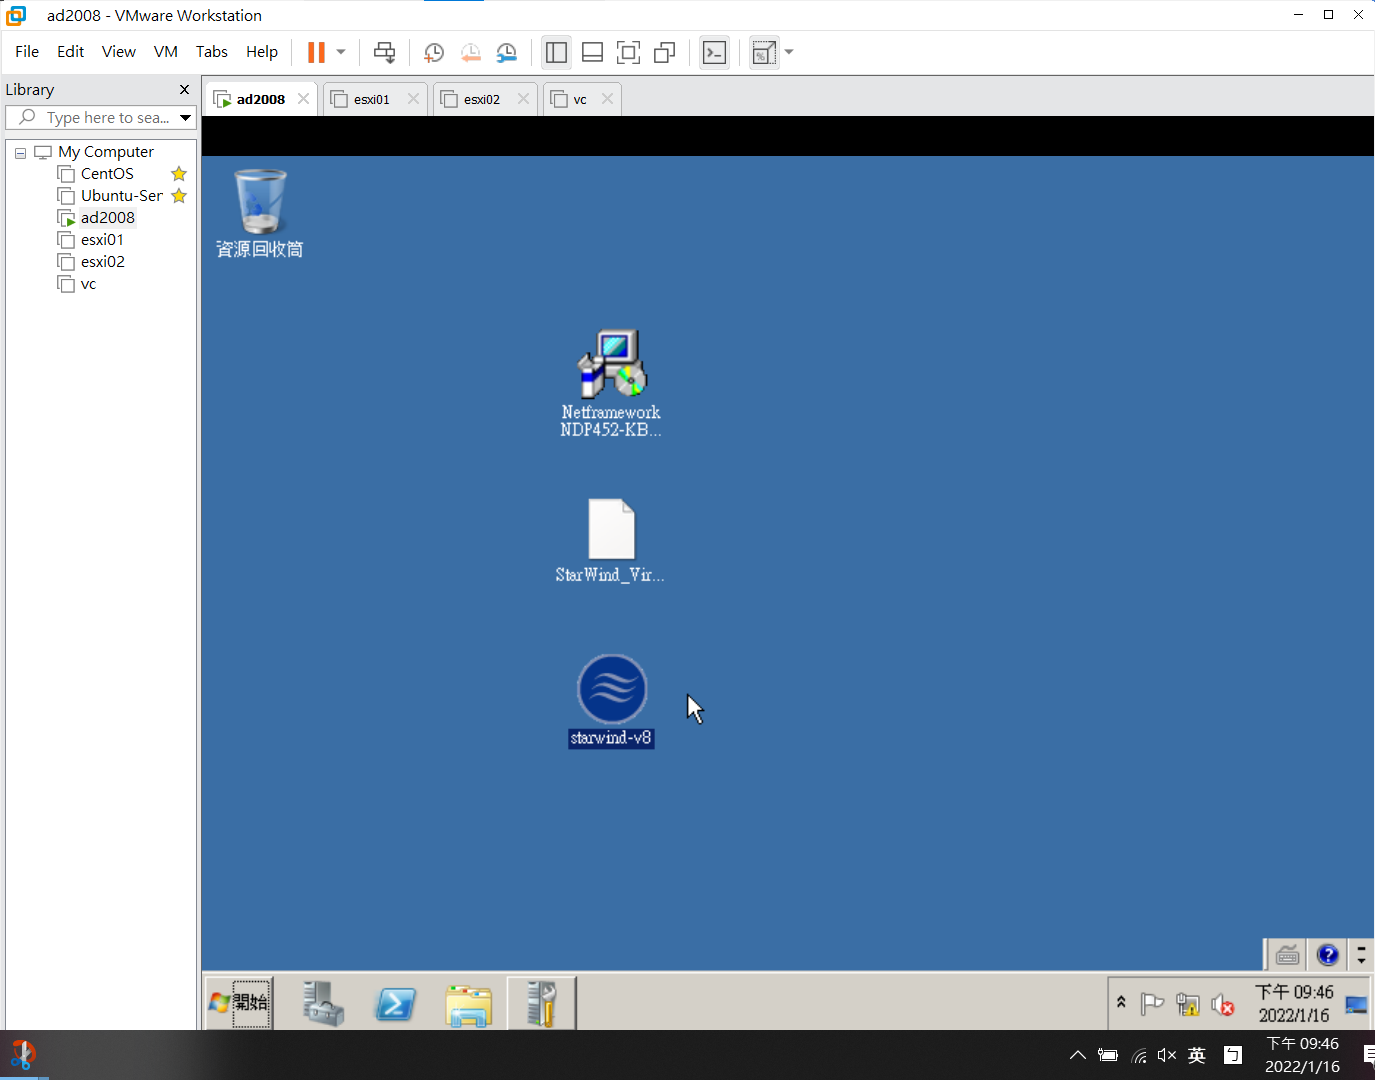 ad2008 - VMware Workstation
File Edit View VM Tabs Help
Library
ad2008 esxi01 esxi02 vc
Type here to sea...
My Computer
CentOS
Ubuntu-Ser
ad2008
esxi01
esxi02
vc
資源回收筒
Netframework
NDP452-KB...
StarWind_Vir...
starwind-v8
開始
下午 09:46
2022/1/16
英
下午 09:46
2022/1/16